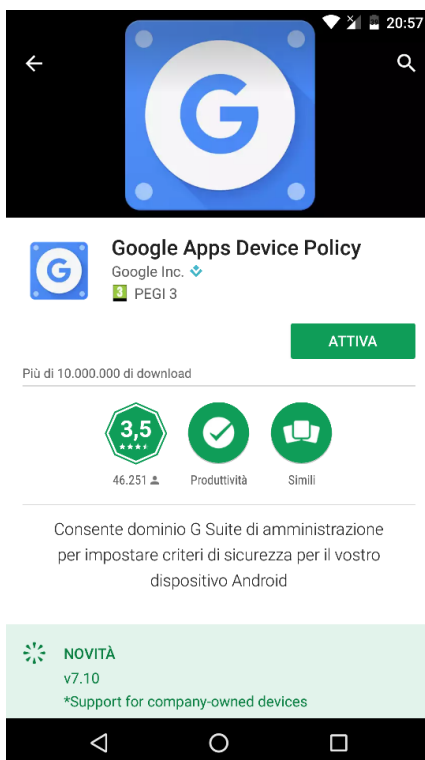 20:57
G
Google Apps Device Policy
G
Google Inc.
3 PEGI 3
ATTIVA
Più di 10.000.000 di download
3,5
46.251
Produttività
Simili
Consente dominio G Suite di amministrazione
per impostare criteri di sicurezza per il vostro
dispositivo Android
NOVITÀ
v7.10
*Support for company-owned devices